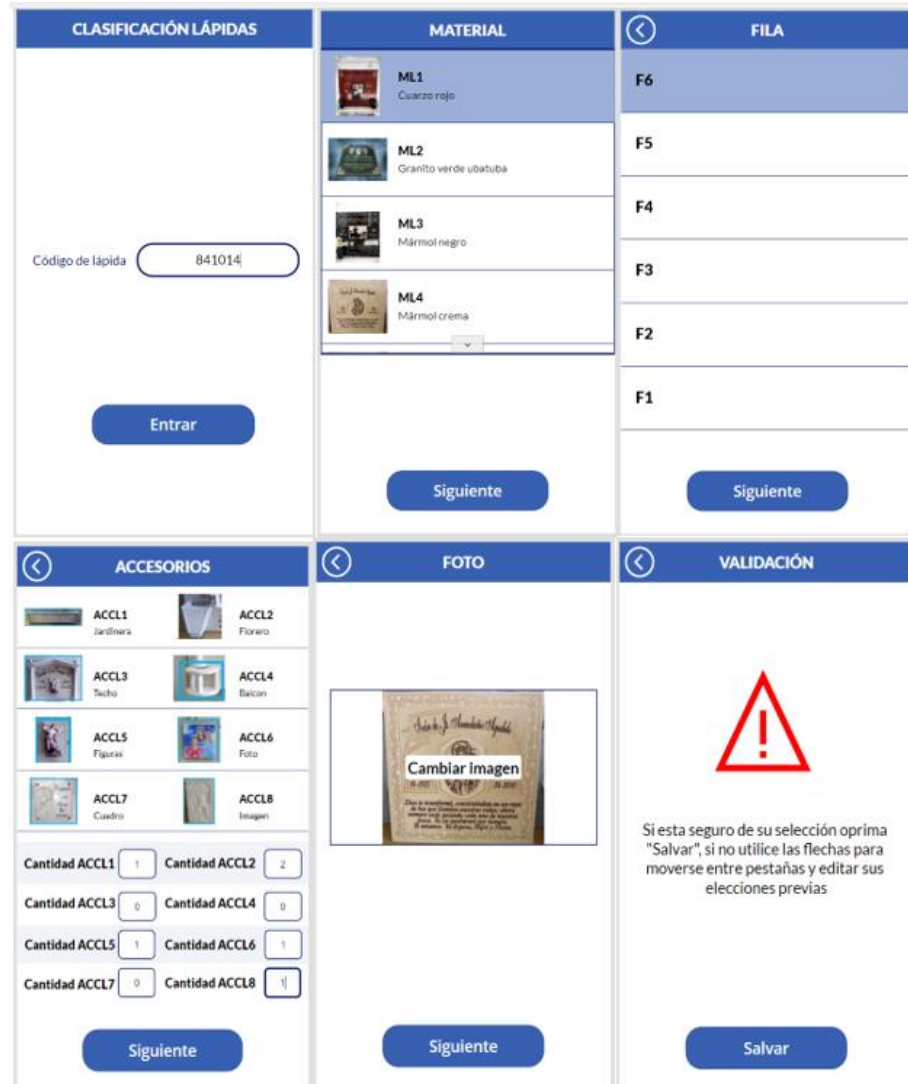 CLASIFICACIÓN LÁPIDAS
Código de lápida 841014
Entrar
MATERIAL
ML1
Cuarzo rojo
ML2
Granito verde ubatuba
ML3
Mármol negro
ML4
Mármol crema
Siguiente
FILA
F6
F5
F4
F3
F2
F1
Siguiente
ACCESORIOS
ACCL1 ACCL2
Jardinera Florero
ACCL3 ACCL4
Techo Balcon
ACCL5 ACCL6
Figuras Foto
ACCL7 ACCL8
Cuadro Imagen
Cantidad ACCL1 1 Cantidad ACCL2 2
Cantidad ACCL3 0 Cantidad ACCL4 0
Cantidad ACCL5 1 Cantidad ACCL6 1
Cantidad ACCL7 0 Cantidad ACCL8 1
Siguiente
FOTO
Cambiar imagen
Siguiente
VALIDACIÓN
Si esta seguro de su selección oprima
"Salvar", si no utilice las flechas para
moverse entre pestañas y editar sus
elecciones previas
Salvar